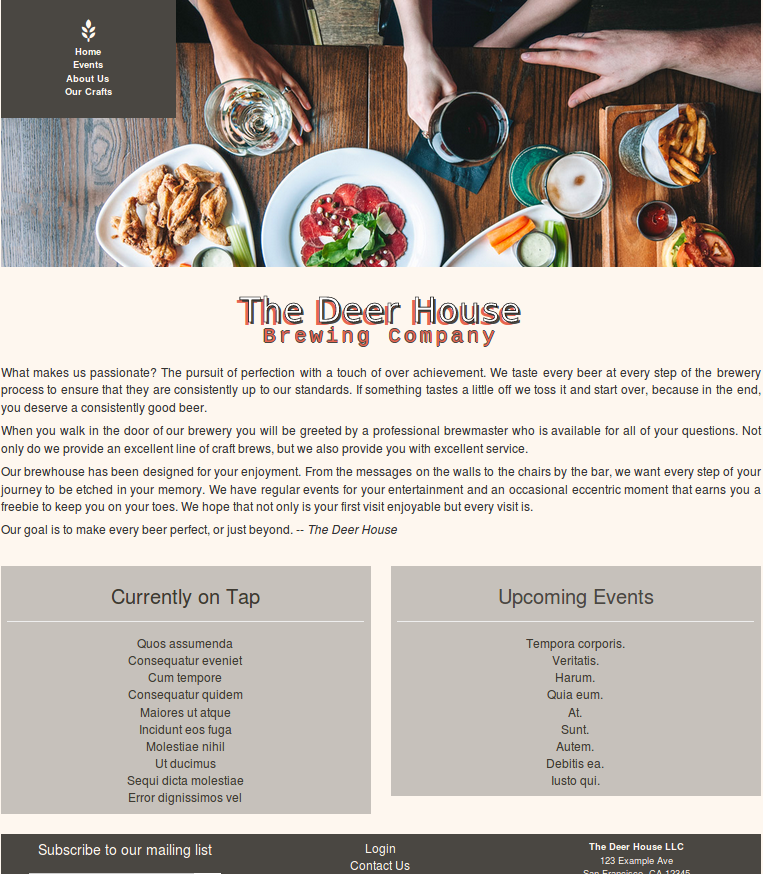 Home
Events
About Us
Our Crafts
The Deer House
Brewing Company
What makes us passionate? The pursuit of perfection with a touch of over achievement. We taste every beer at every step of the brewery
process to ensure that they are consistently up to our standards. If something tastes a little off we toss it and start over, because in the end,
you deserve a consistently good beer.
When you walk in the door of our brewery you will be greeted by a professional brewmaster who is available for all of your questions. Not
only do we provide an excellent line of craft brews, but we also provide you with excellent service.
Our brewhouse has been designed for your enjoyment. From the messages on the walls to the chairs by the bar, we want every step of your
journey to be etched in your memory. We have regular events for your entertainment and an occasional eccentric moment that earns you a
freebie to keep you on your toes. We hope that not only is your first visit enjoyable but every visit is.
Our goal is to make every beer perfect, or just beyond. -- The Deer House
Currently on Tap
Quos assumenda
Consequatur eveniet
Cum tempore
Consequatur quidem
Maiores ut atque
Incidunt eos fuga
Molestiae nihil
Ut ducimus
Sequi dicta molestiae
Error dignissimos vel
Upcoming Events
Tempora corporis.
Veritatis.
Harum.
Quia eum.
At.
Sunt.
Autem.
Debitis ea.
Iusto qui.
Subscribe to our mailing list
Login
Contact Us
The Deer House LLC
123 Example Ave
San Francisco, CA 12345